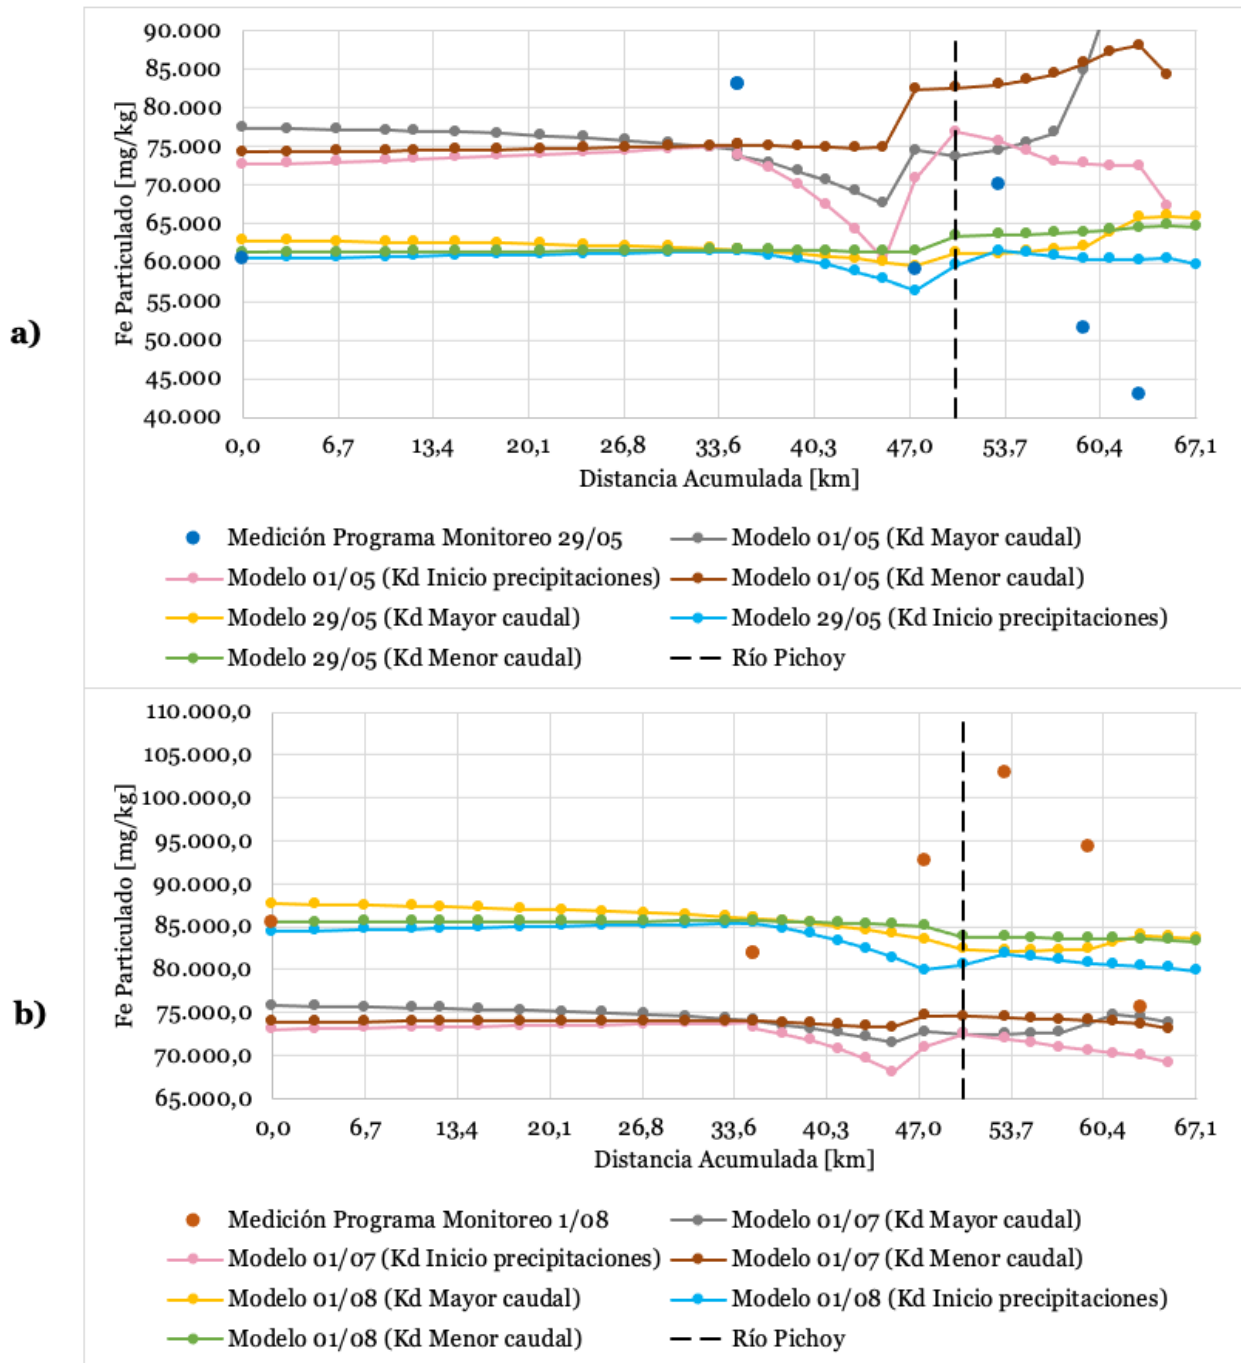 a)
Fe Particulado [mg/kg]
90.000
85.000
80.000
75.000
70.000
65.000
60.000
55.000
50.000
45.000
40.000
0,0 6,7 13,4 20,1 26,8 33,6 40,3 47,0 53,7 60,4 67,1
Distancia Acumulada [km]
Medición Programa Monitoreo 29/05 Modelo 01/05 (Kd Mayor caudal)
Modelo 01/05 (Kd Inicio precipitaciones) Modelo 01/05 (Kd Menor caudal)
Modelo 29/05 (Kd Mayor caudal) Modelo 29/05 (Kd Inicio precipitaciones)
Modelo 29/05 (Kd Menor caudal) Río Pichoy
b)
Fe Particulado [mg/kg]
110.000,0
105.000,0
100.000,0
95.000,0
90.000,0
85.000,0
80.000,0
75.000,0
70.000,0
65.000,0
0,0 6,7 13,4 20,1 26,8 33,6 40,3 47,0 53,7 60,4 67,1
Distancia Acumulada [km]
Medición Programa Monitoreo 1/08 Modelo 01/07 (Kd Mayor caudal)
Modelo 01/07 (Kd Inicio precipitaciones) Modelo 01/07 (Kd Menor caudal)
Modelo 01/08 (Kd Mayor caudal) Modelo 01/08 (Kd Inicio precipitaciones)
Modelo 01/08 (Kd Menor caudal) Río Pichoy